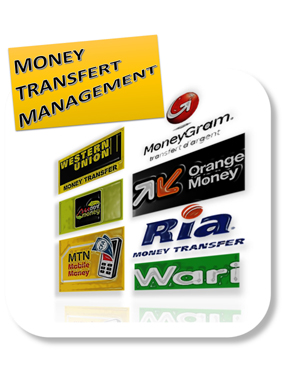 MONEY
TRANSFERT
MANAGEMENT
WESTERN
UNION
MONEY TRANSFER
money
MTN
Mobile
Money
MoneyGram
transfert d'argent
Orange
Money
Ria
MONEY TRANSFER
Wari